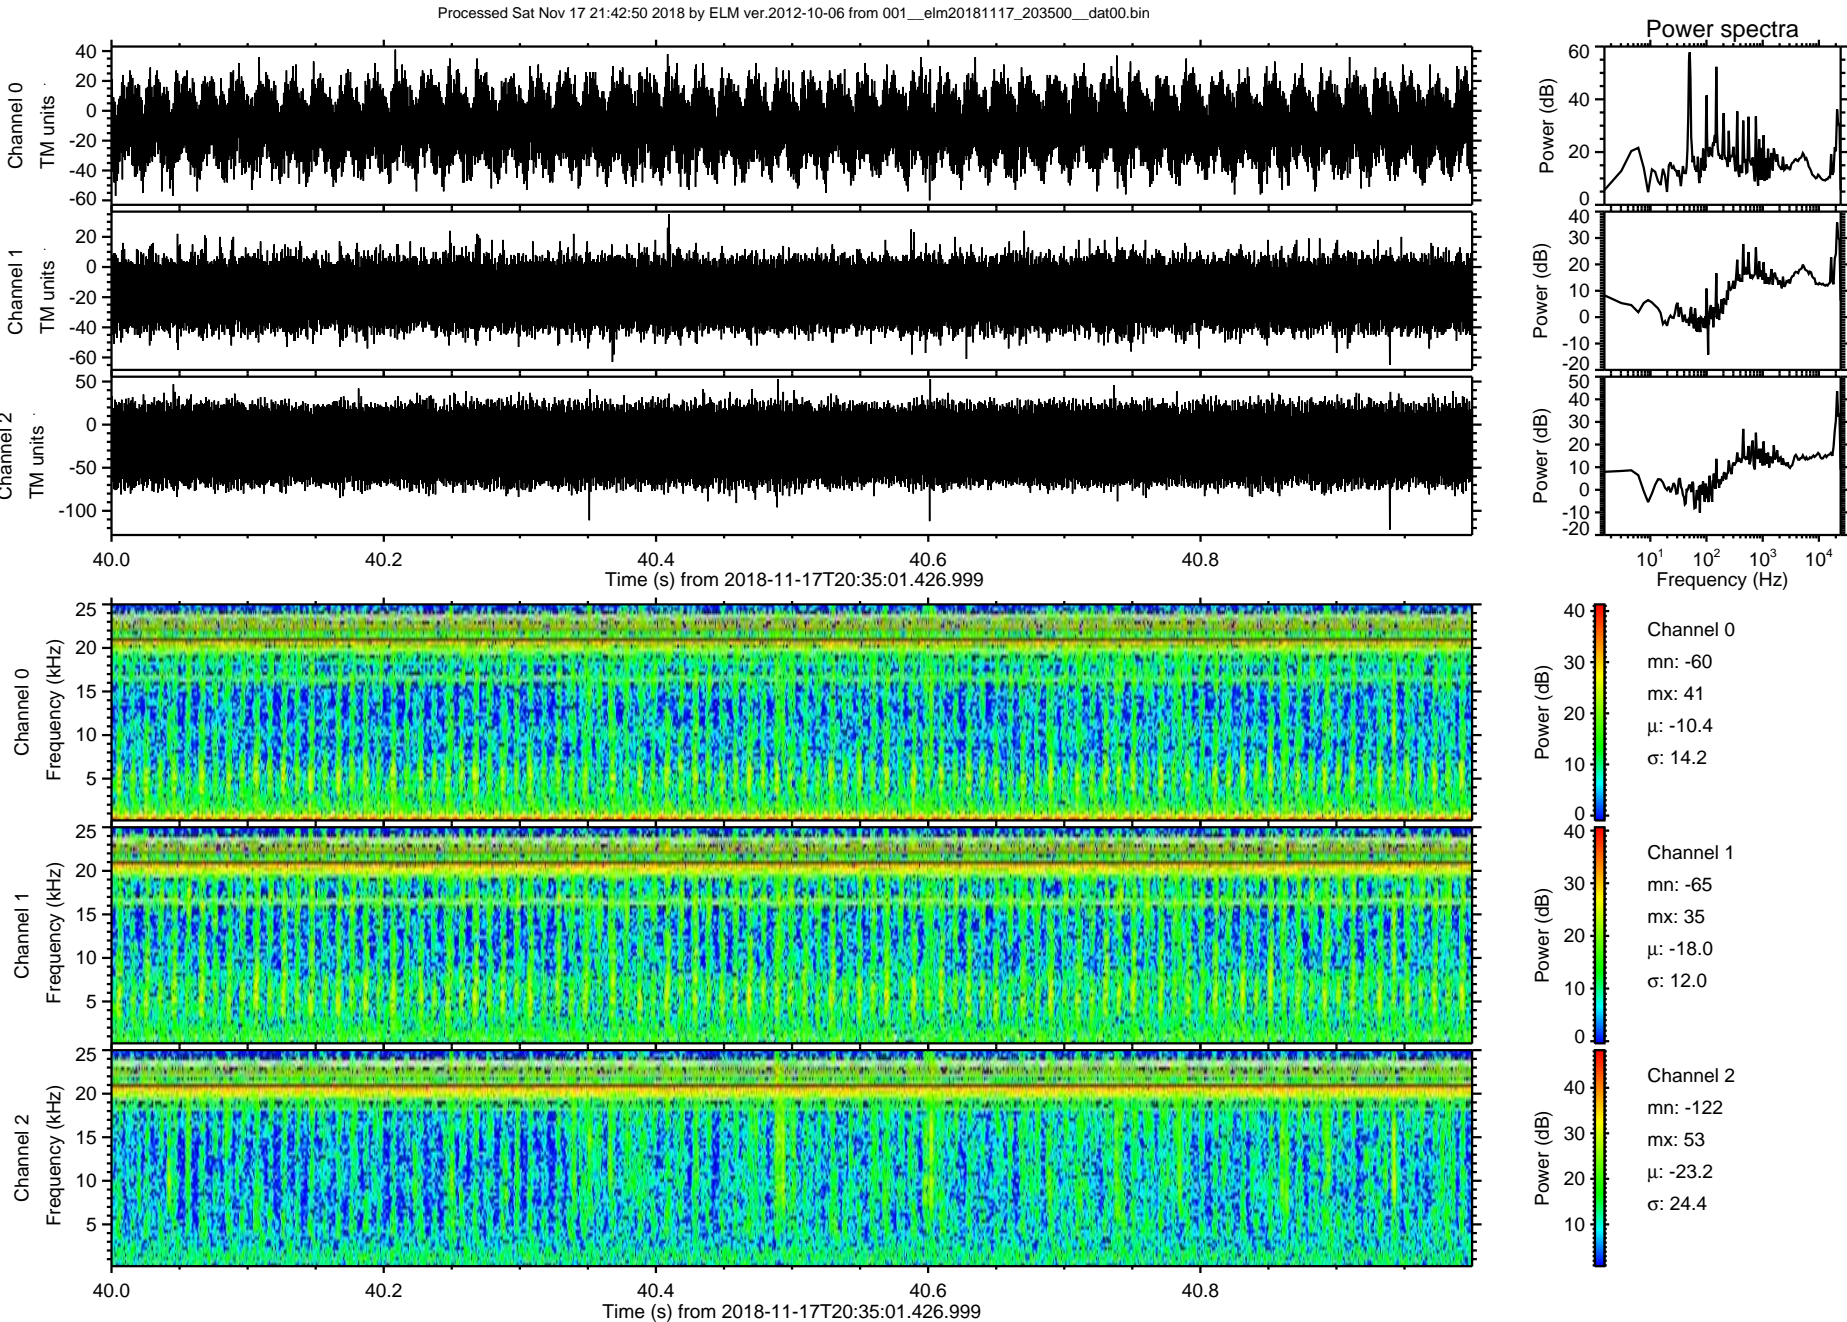 Processed Sat Nov 17 21:42:50 2018 by ELM ver.2012-10-06 from 001__elm20181117_203500__dat00.bin
Power spectra
Channel 0
TM units
40
20
0
-20
-40
-60
Power (dB)
60
40
20
0
Channel 1
TM units
20
0
-20
-40
-60
Power (dB)
40
30
20
10
0
-10
-20
Channel 2
TM units
50
0
-50
-100
Power (dB)
50
40
30
20
10
0
-10
-20
40.0 40.2 40.4 40.6 40.8
Time (s) from 2018-11-17T20:35:01.426.999
10^1 10^2 10^3 10^4
Frequency (Hz)
Channel 0
Frequency (kHz)
25
20
15
10
5
Power (dB)
40
30
20
10
0
Channel 0
mn: -60
mx: 41
μ: -10.4
σ: 14.2
Channel 1
Frequency (kHz)
25
20
15
10
5
Power (dB)
40
30
20
10
0
Channel 1
mn: -65
mx: 35
μ: -18.0
σ: 12.0
Channel 2
Frequency (kHz)
25
20
15
10
5
Power (dB)
40
30
20
10
Channel 2
mn: -122
mx: 53
μ: -23.2
σ: 24.4
40.0 40.2 40.4 40.6 40.8
Time (s) from 2018-11-17T20:35:01.426.999